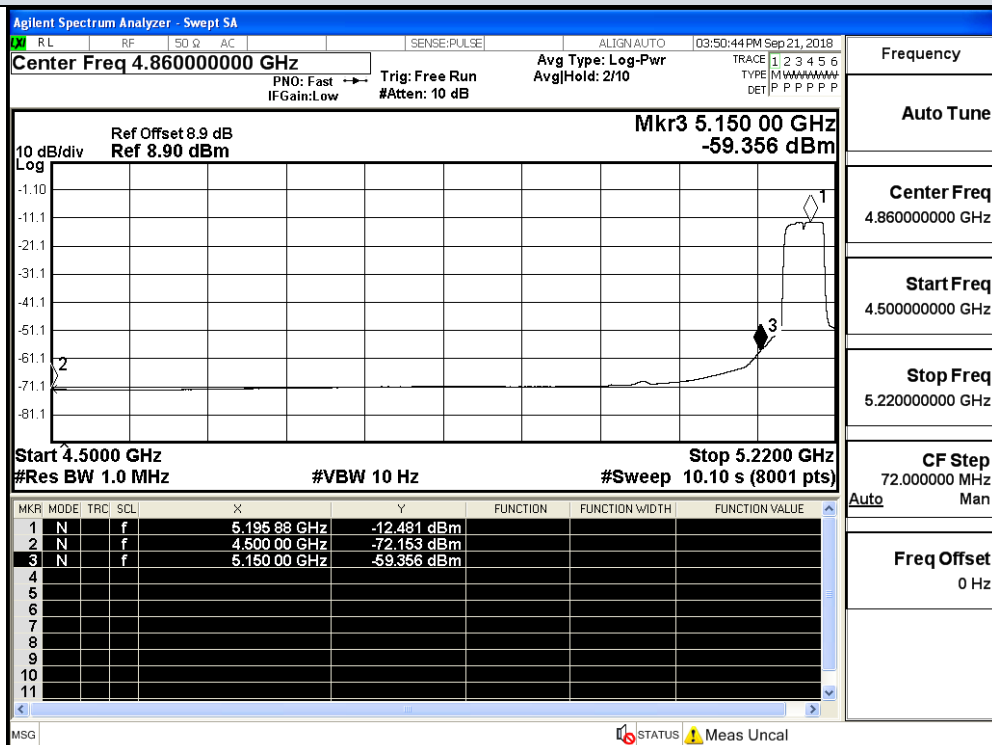 Agilent Spectrum Analyzer - Swept SA
LXI RL RF 50 Ω AC SENSE:PULSE ALIGN AUTO 03:50:44 PM Sep 21, 2018
Center Freq 4.860000000 GHz
PNO: Fast
IFGain:Low
Trig: Free Run
#Atten: 10 dB
Avg Type: Log-Pwr
Avg|Hold: 2/10
TRACE 1 2 3 4 5 6
TYPE M WWWWW
DET P P P P P P
Ref Offset 8.9 dB
Ref 8.90 dBm
10 dB/div
Log
Mkr3 5.150 00 GHz
-59.356 dBm
-1.10
-11.1
-21.1
-31.1
-41.1
-51.1
-61.1
-71.1
-81.1
1
2
3
Start 4.5000 GHz
Stop 5.2200 GHz
#Res BW 1.0 MHz
#VBW 10 Hz
#Sweep 10.10 s (8001 pts)
MKR MODE TRC SCL X Y FUNCTION FUNCTION WIDTH FUNCTION VALUE
1 N f 5.195 88 GHz -12.481 dBm
2 N f 4.500 00 GHz -72.153 dBm
3 N f 5.150 00 GHz -59.356 dBm
4
5
6
7
8
9
10
11
MSG
STATUS
Meas Uncal
Frequency
Auto Tune
Center Freq
4.860000000 GHz
Start Freq
4.500000000 GHz
Stop Freq
5.220000000 GHz
CF Step
72.000000 MHz
Auto Man
Freq Offset
0 Hz